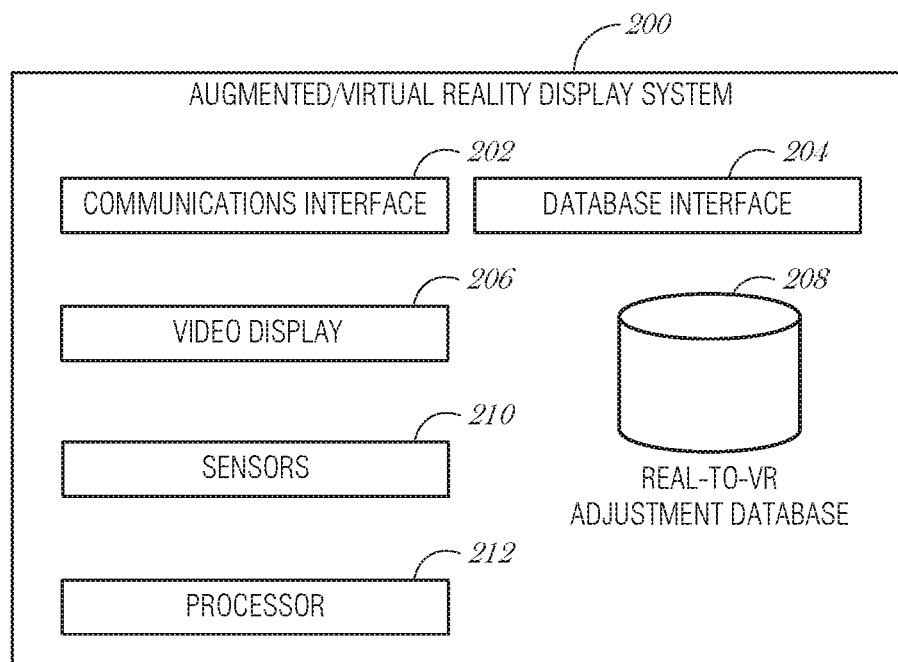 200
AUGMENTED/VIRTUAL REALITY DISPLAY SYSTEM
202
204
COMMUNICATIONS INTERFACE
DATABASE INTERFACE
206
208
VIDEO DISPLAY
210
SENSORS
REAL-TO-VR
ADJUSTMENT DATABASE
212
PROCESSOR